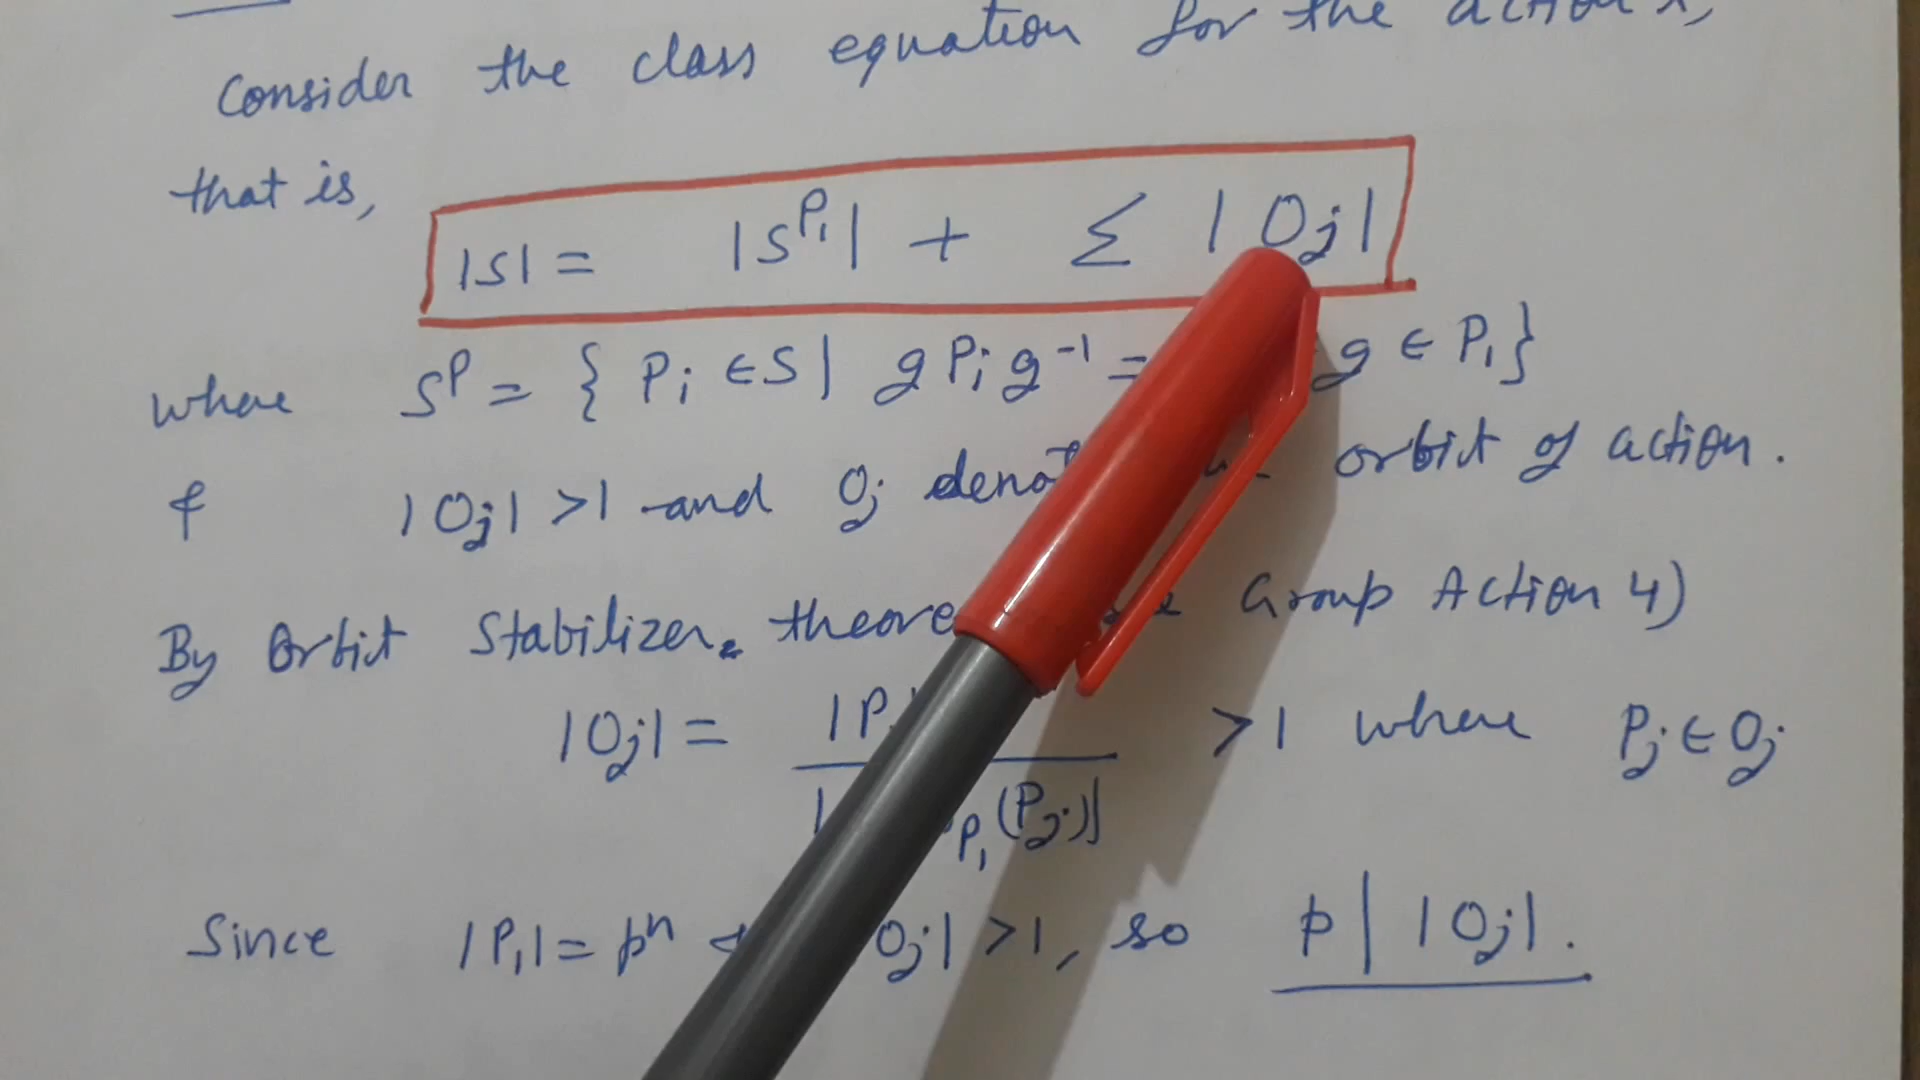 Consider the class equation for the action
that is,
|S| = |S^{P_1}| + Σ |O_j|
where S^P = { P_i ∈ S | g P_i g^{-1} = g ∈ P_1 }
& |O_j| > 1 and O_j orbit of action.
By Orbit Stabilizer Group Action 4)
|O_j| = > 1 where P_j ∈ O_j
P_1 (P_j)|
Since |P_1| = p^n O_j| > 1, so p | |O_j|.